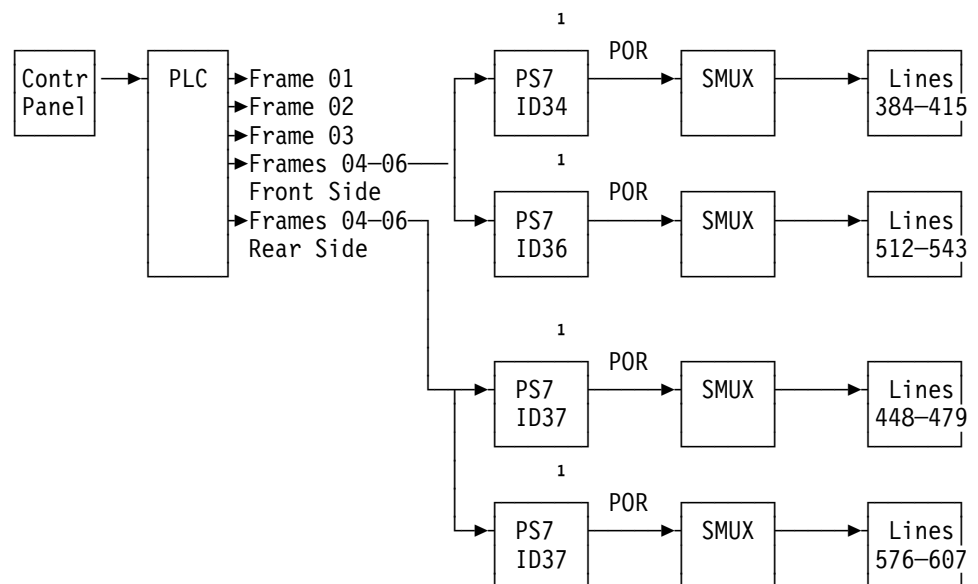 1
POR
Contr
Panel
PLC
Frame 01
Frame 02
Frame 03
Frames 04—06
Front Side
Frames 04—06
Rear Side
PS7
ID34
SMUX
Lines
384—415
1
POR
PS7
ID36
SMUX
Lines
512—543
1
POR
PS7
ID37
SMUX
Lines
448—479
1
POR
PS7
ID37
SMUX
Lines
576—607